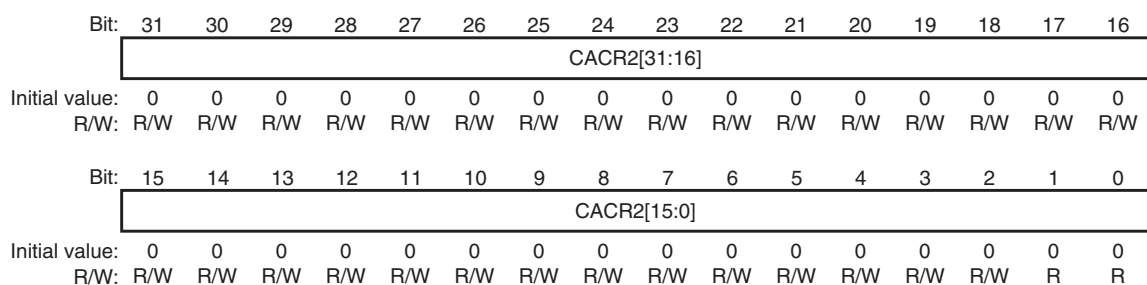 Bit: 31 30 29 28 27 26 25 24 23 22 21 20 19 18 17 16
CACR2[31:16]
Initial value: 0 0 0 0 0 0 0 0 0 0 0 0 0 0 0 0
R/W: R/W R/W R/W R/W R/W R/W R/W R/W R/W R/W R/W R/W R/W R/W R/W R/W
Bit: 15 14 13 12 11 10 9 8 7 6 5 4 3 2 1 0
CACR2[15:0]
Initial value: 0 0 0 0 0 0 0 0 0 0 0 0 0 0 0 0
R/W: R/W R/W R/W R/W R/W R/W R/W R/W R/W R/W R/W R/W R/W R/W R R